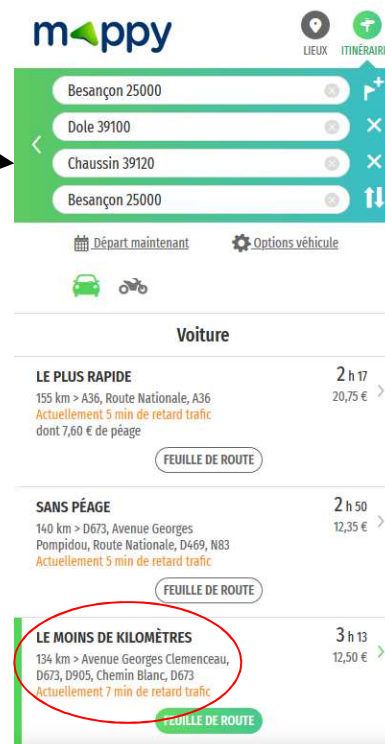 mappy
LIEUX ITINÉRAIRE
Besançon 25000
Dole 39100
Chaussin 39120
Besançon 25000
Départ maintenant Options véhicule
Voiture
LE PLUS RAPIDE 2 h 17
155 km > A36, Route Nationale, A36 20,75 €
Actuellement 5 min de retard trafic
dont 7,60 € de péage
FEUILLE DE ROUTE
SANS PÉAGE 2 h 50
140 km > D673, Avenue Georges 12,35 €
Pompidou, Route Nationale, D469, N83
Actuellement 5 min de retard trafic
FEUILLE DE ROUTE
LE MOINS DE KILOMÈTRES 3 h 13
134 km > Avenue Georges Clemenceau, 12,50 €
D673, D905, Chemin Blanc, D673
Actuellement 7 min de retard trafic
FEUILLE DE ROUTE